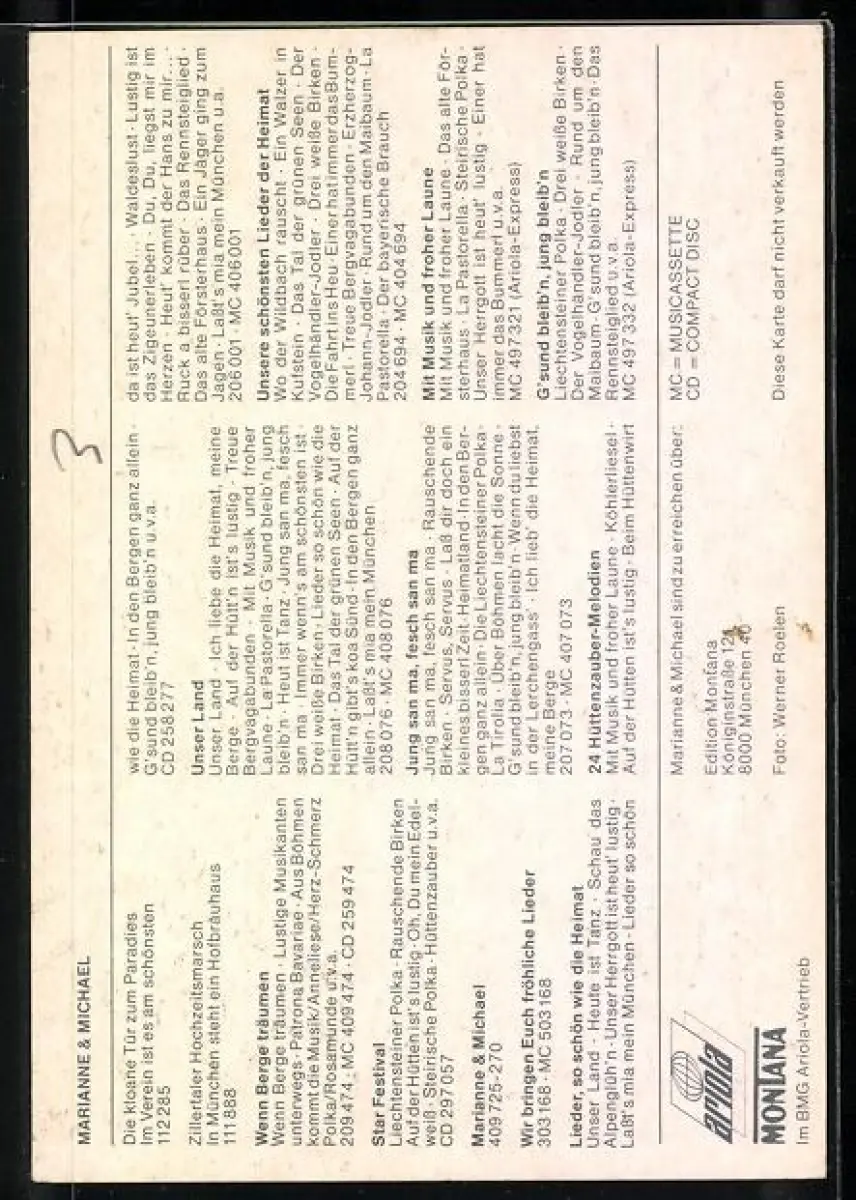 MARIANNE & MICHAEL
Die kloane Tür zum Paradies
Im Verein ist es am schönsten
112 285
Zillertaler Hochzeitsmarsch
In München steht ein Hofbräuhaus
111 888
Wenn Berge träumen
Wenn Berge träumen · Lustige Musikanten
unterwegs · Patrona Bavariae · Aus Böhmen
kommt die Musik/Anneliese/Herz-Schmerz
Polka/Rosamunde u.v.a.
209 474 · MC 409 474 · CD 259 474
Star Festival
Liechtensteiner Polka · Rauschende Birken
Auf der Hütten ist's lustig · Oh, Du mein Edel-
weiß · Steirische Polka · Hüttenzauber u.v.a.
CD 297 057
Marianne & Michael
409 725-270
Wir bringen Euch fröhliche Lieder
303 168 · MC 503 168
Lieder, so schön wie die Heimat
Unser Land · Heute ist Tanz · Schau das
Alpenglüh'n · Unser Herrgott ist heut' lustig ·
Laßt's mia mein München · Lieder so schön
wie die Heimat · In den Bergen ganz allein ·
G'sund bleib'n, jung bleib'n u.v.a.
CD 258 277
Unser Land
Unser Land · Ich liebe die Heimat, meine
Berge · Auf der Hütt'n ist's lustig · Treue
Bergvagabunden · Mit Musik und froher
Laune · La Pastorella · G'sund bleib'n, jung
bleib'n · Heut ist Tanz · Jung san ma, fesch
san ma · Immer wenn's am schönsten ist ·
Drei weiße Birken · Lieder so schön wie die
Heimat · Das Tal der grünen Seen · Auf der
Hütt'n gibt's koa Sünd · In den Bergen ganz
allein · Laßt's mia mein München
208 076 · MC 408 076
Jung san ma, fesch san ma
Jung san ma, fesch san ma · Rauschende
Birken · Servus, Servus · Laß dir doch ein
kleines bisserl Zeit · Heimatland · In den Ber-
gen ganz allein · Die Liechtensteiner Polka ·
La Tirolia · Über Böhmen lacht die Sonne ·
G'sund bleib'n, jung bleib'n · Wenn du liebst
in der Lerchengass' · Ich lieb' die Heimat,
meine Berge
207 073 · MC 407 073
24 Hüttenzauber-Melodien
Mit Musik und froher Laune · Köhlerliesel ·
Auf der Hütten ist's lustig · Beim Hüttenwirt
da ist heut' Jubel... · Waldeslust · Lustig ist
das Zigeunerleben · Du, Du, liegst mir im
Herzen · Heut' kommt der Hans zu mir... ·
Ruck a bisserl rüber · Das Rennsteiglied ·
Das alte Försterhaus · Ein Jäger ging zum
Jagen · Laßt's mia mein München u.a.
206 001 · MC 406 001
Unsere schönsten Lieder der Heimat
Wo der Wildbach rauscht · Ein Walzer in
Kufstein · Das Tal der grünen Seen · Der
Vogelhändler-Jodler · Drei weiße Birken ·
Die Fahrt ins Heu · Einer hat immer das Bum-
merl · Treue Bergvagabunden · Erzherzog-
Johann-Jodler · Rund um den Maibaum · La
Pastorella · Der bayerische Brauch
204 694 · MC 404 694
Mit Musik und froher Laune
Mit Musik und froher Laune · Das alte För-
sterhaus · La Pastorella · Steirische Polka ·
Unser Herrgott ist heut' lustig · Einer hat
immer das Bummerl u.v.a.
MC 497 321 (Ariola-Express)
G'sund bleib'n, jung bleib'n
Liechtensteiner Polka · Drei weiße Birken ·
Der Vogelhändler-Jodler · Rund um den
Maibaum · G'sund bleib'n, jung bleib'n · Das
Rennsteiglied u.v.a.
MC 497 332 (Ariola-Express)
3
ariola
MONTANA
Im BMG Ariola-Vertrieb
Marianne & Michael sind zu erreichen über:
Edition Montana
Königinstraße 121
8000 München 40
Foto: Werner Roelen
MC = MUSICASSETTE
CD = COMPACT DISC
Diese Karte darf nicht verkauft werden